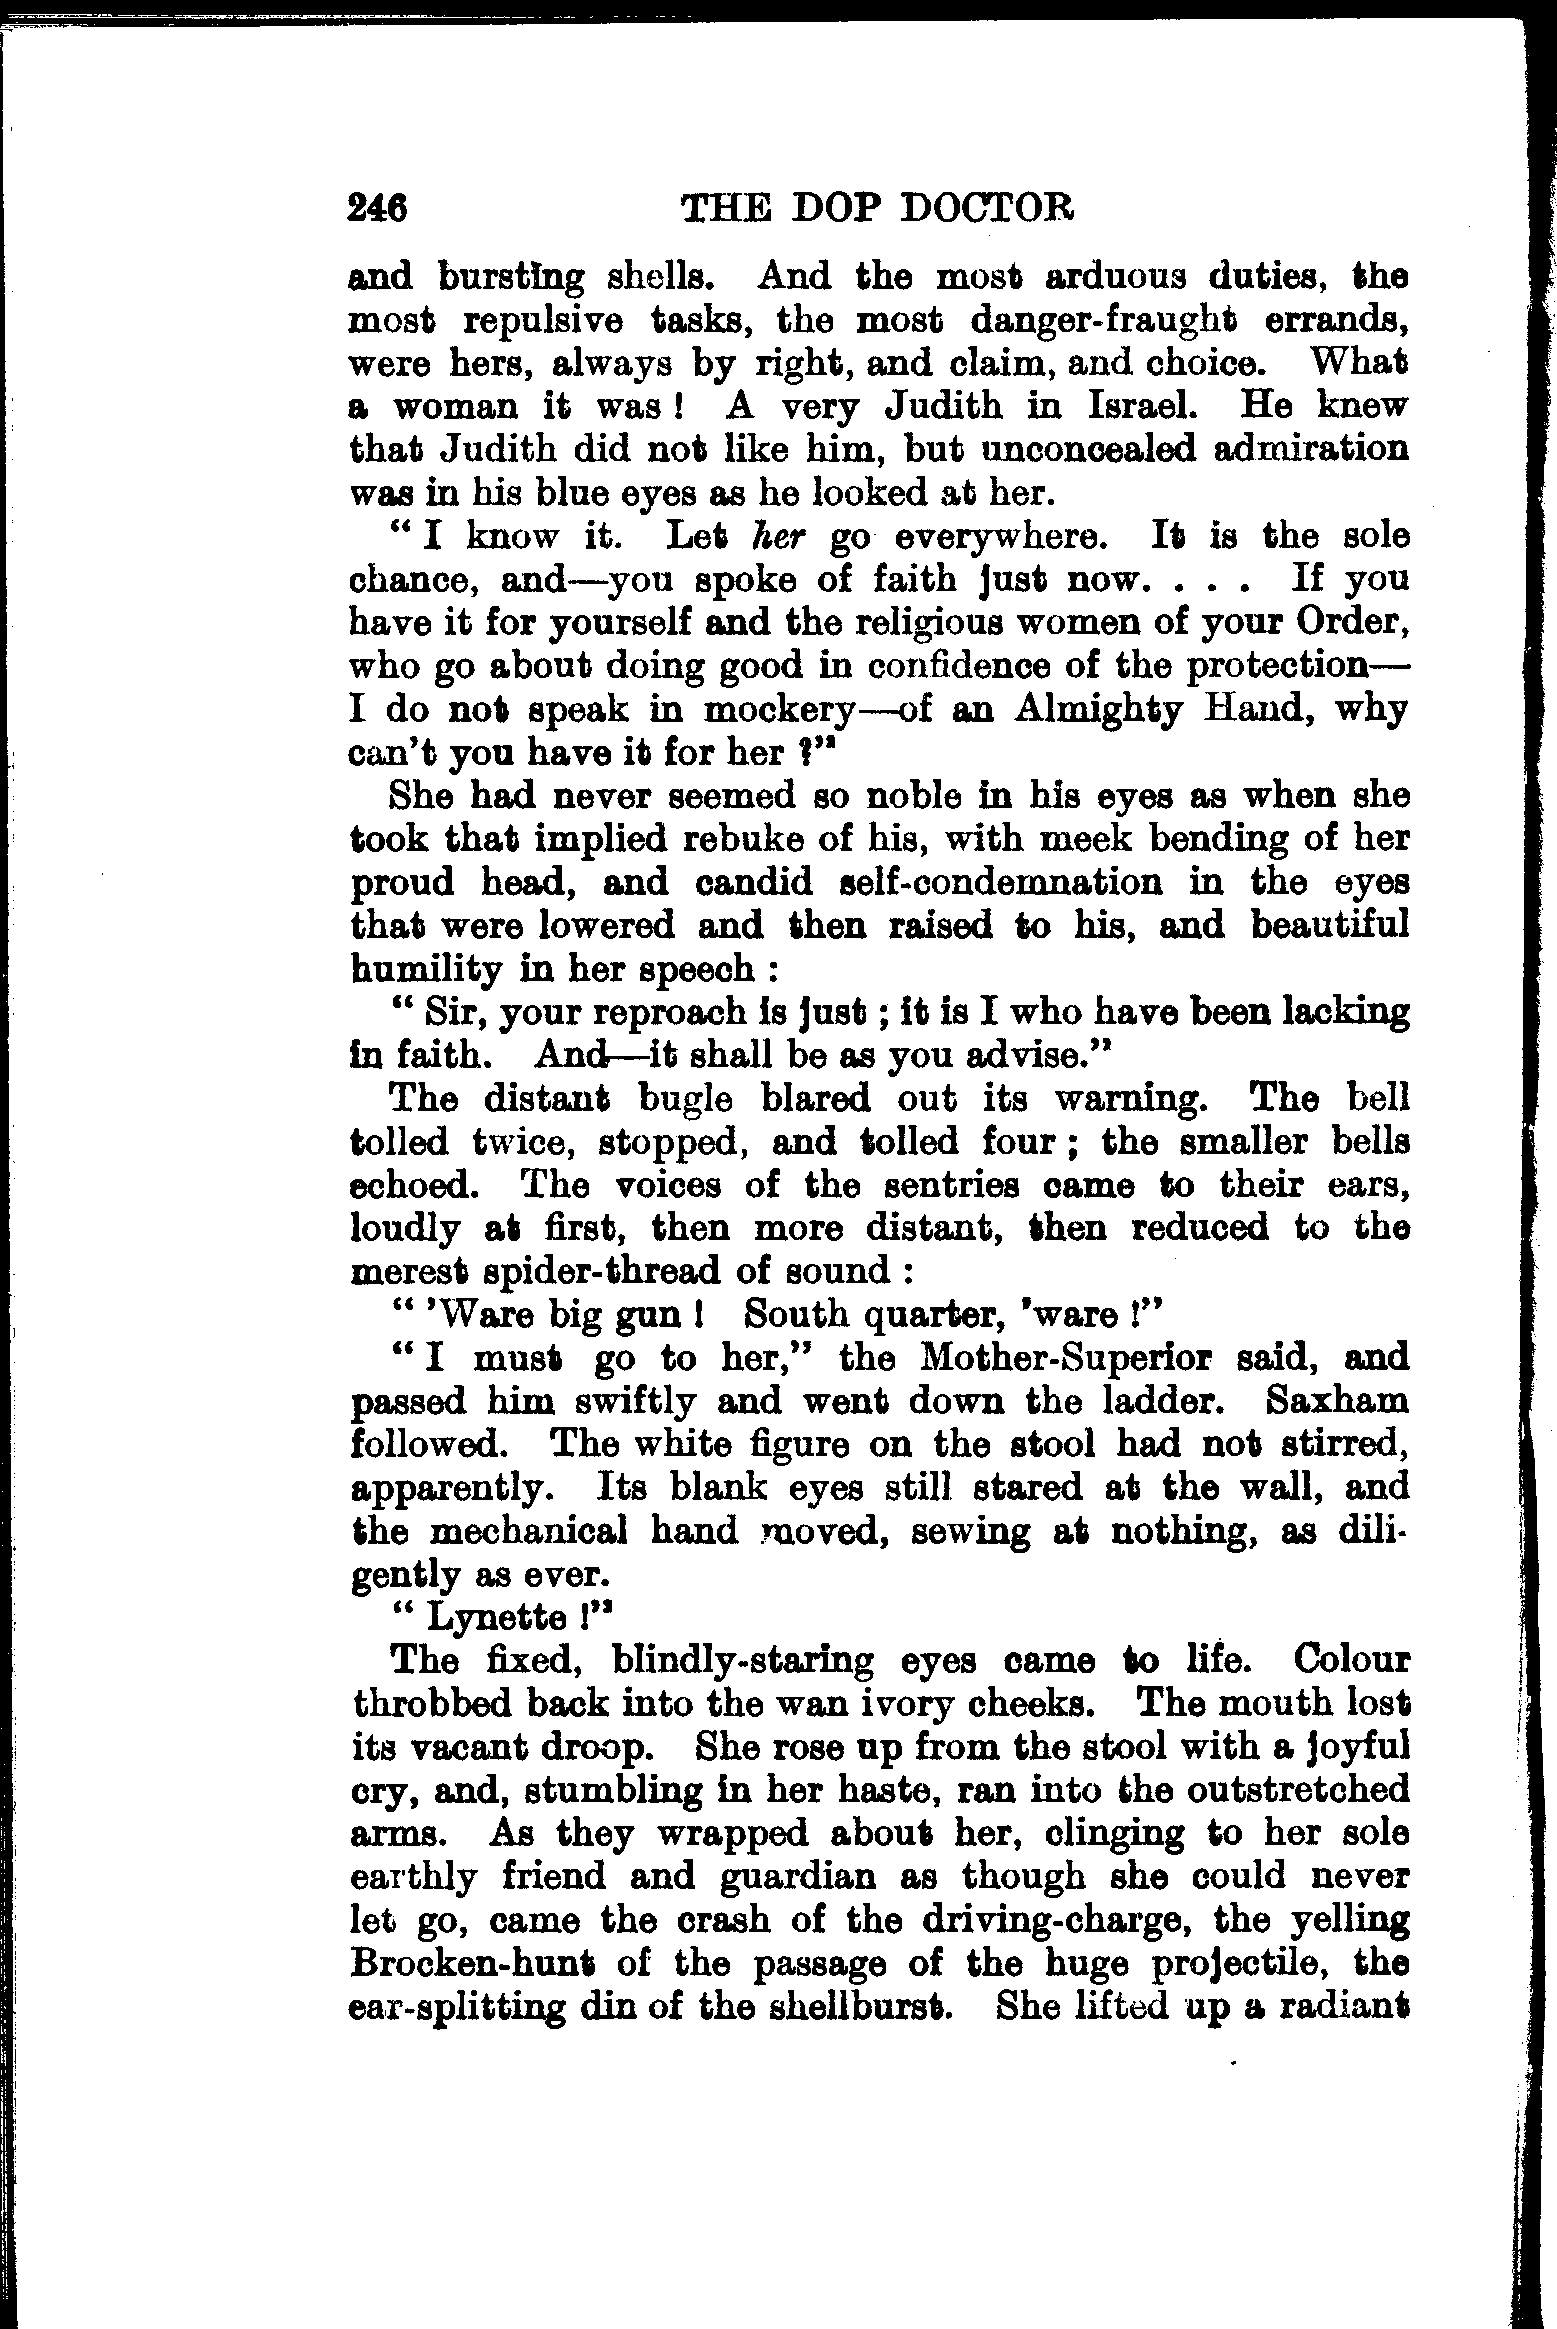 246 THE DOP DOCTOR
and bursting shells. And the most arduous duties, the
most repulsive tasks, the most danger-fraught errands,
were hers, always by right, and claim, and choice. What
a woman it was ! A very Judith in Israel. He knew
that Judith did not like him, but unconcealed admiration
was in his blue eyes as he looked at her.
“ I know it. Let her go everywhere. It is the sole
chance, and—you spoke of faith just now. . . . If you
have it for yourself and the religious women of your Order,
who go about doing good in confidence of the protection—
I do not speak in mockery—of an Almighty Hand, why
can't you have it for her ?”
She had never seemed so noble in his eyes as when she
took that implied rebuke of his, with meek bending of her
proud head, and candid self-condemnation in the eyes
that were lowered and then raised to his, and beautiful
humility in her speech :
“ Sir, your reproach is just ; it is I who have been lacking
in faith. And—it shall be as you advise.”
The distant bugle blared out its warning. The bell
tolled twice, stopped, and tolled four ; the smaller bells
echoed. The voices of the sentries came to their ears,
loudly at first, then more distant, then reduced to the
merest spider-thread of sound :
“ 'Ware big gun ! South quarter, 'ware !”
“ I must go to her,” the Mother-Superior said, and
passed him swiftly and went down the ladder. Saxham
followed. The white figure on the stool had not stirred,
apparently. Its blank eyes still stared at the wall, and
the mechanical hand moved, sewing at nothing, as dili-
gently as ever.
“ Lynette !”
The fixed, blindly-staring eyes came to life. Colour
throbbed back into the wan ivory cheeks. The mouth lost
its vacant droop. She rose up from the stool with a joyful
cry, and, stumbling in her haste, ran into the outstretched
arms. As they wrapped about her, clinging to her sole
earthly friend and guardian as though she could never
let go, came the crash of the driving-charge, the yelling
Brocken-hunt of the passage of the huge projectile, the
ear-splitting din of the shellburst. She lifted up a radiant